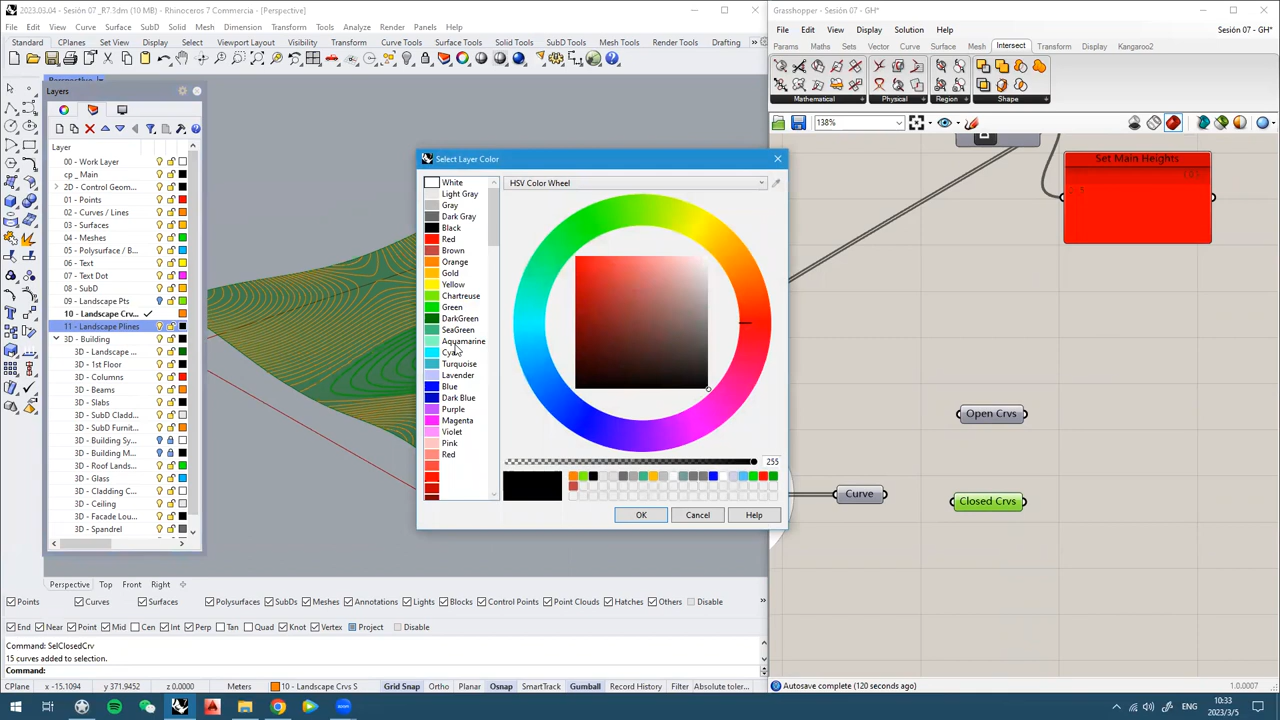 2023.03.04 - Sesión 07_R7.3dm (10 MB) - Rhinoceros 7 Commercial - [Perspective]
File Edit View Curve Surface SubD Solid Mesh Dimension Transform Tools Analyze Render Panels Help
Standard CPlanes Set View Display Select Viewport Layout Visibility Transform Curve Tools Surface Tools Solid Tools SubD Tools Mesh Tools Render Tools Drafting
Perspective
Layers
Layer
00 - Work Layer
cp _ Main
2D - Control Geom...
01 - Points
02 - Curves / Lines
03 - Surfaces
04 - Meshes
05 - Polysurface / B...
06 - Text
07 - Text Dot
08 - SubD
09 - Landscape Pts
10 - Landscape Crv...
11 - Landscape Plines
3D - Building
3D - Landscape ...
3D - 1st Floor
3D - Columns
3D - Beams
3D - Slabs
3D - SubD Cladd...
3D - SubD Furnit...
3D - Building Sy...
3D - Building M...
3D - Roof Lands...
3D - Glass
3D - Cladding C...
3D - Ceiling
3D - Facade Lou...
3D - Spandrel
Select Layer Color
White
Light Gray
Gray
Dark Gray
Black
Red
Brown
Orange
Gold
Yellow
Chartreuse
Green
DarkGreen
SeaGreen
Aquamarine
Cyan
Turquoise
Lavender
Blue
Dark Blue
Purple
Magenta
Violet
Pink
Red
HSV Color Wheel
255
OK Cancel Help
Perspective Top Front Right
Points Curves Surfaces Polysurfaces SubDs Meshes Annotations Lights Blocks Control Points Point Clouds Hatches Others Disable
End Near Point Mid Cen Int Perp Tan Quad Knot Vertex Project Disable
Command: SelClosedCrv
15 curves added to selection.
Command:
CPlane x -15.1094 y 371.9452 z 0.0000 Meters 10 - Landscape Crvs S Grid Snap Ortho Planar Osnap SmartTrack Gumball Record History Filter Absolute toler...
Grasshopper - Sesión 07 - GH*
File Edit View Display Solution Help Sesión 07 - GH*
Params Maths Sets Vector Curve Surface Mesh Intersect Transform Display Kangaroo2
Mathematical Physical Region Shape
138%
Set Main Heights
{0}
5
Open Crvs
Curve
Closed Crvs
Autosave complete (120 seconds ago) 1.0.0007
ENG
10:33
2023/3/5